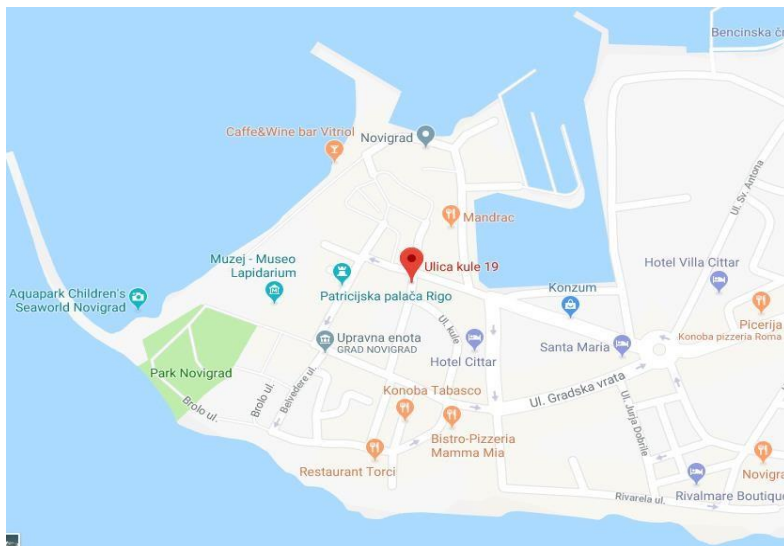 Bencinska čr
Caffe&Wine bar Vitriol
Novigrad
Mandrac
Ul. Sv. Antona
Muzej - Museo
Lapidarium
Ulica kule 19
Hotel Villa Cittar
Aquapark Children's
Seaworld Novigrad
Patricijska palača Rigo
Konzum
Ul. kule
Picerija
Konoba pizzeria Roma
Upravna enota
GRAD NOVIGRAD
Hotel Cittar
Santa Maria
Park Novigrad
Brolo ul.
Brolo ul.
Belvedere ul.
Konoba Tabasco
Ul. Gradska vrata
Ul. Jurja Dobrile
Bistro-Pizzeria
Mamma Mia
Restaurant Torci
Novigra
Rivarela ul.
Rivalmare Boutique